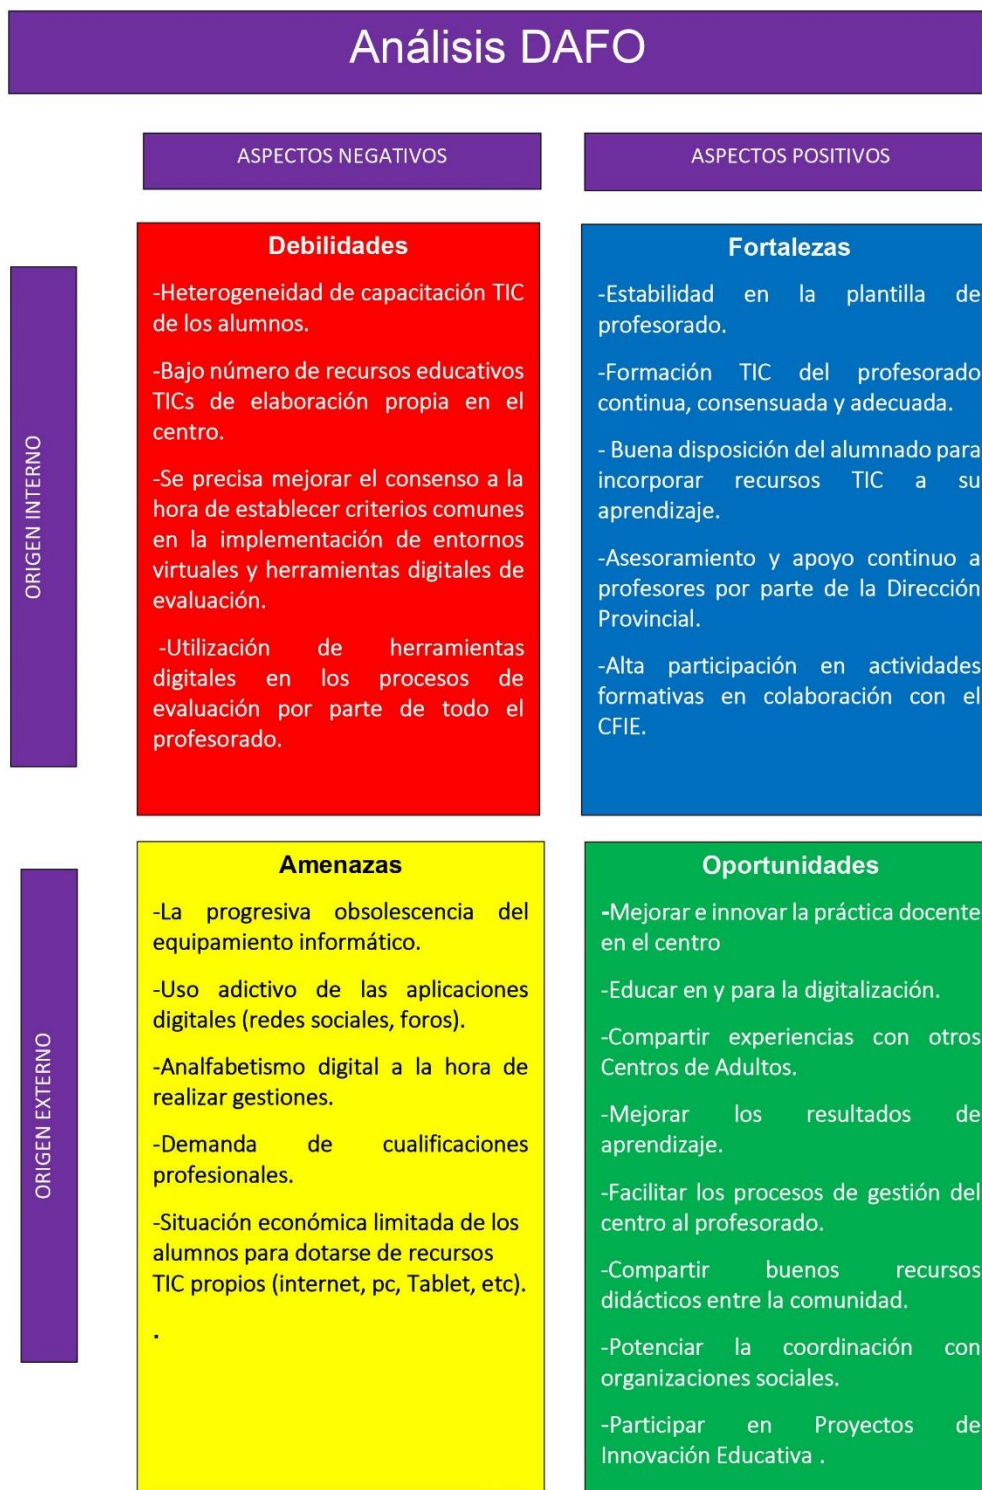 Análisis DAFO
ASPECTOS NEGATIVOS
ASPECTOS POSITIVOS
ORIGEN INTERNO
Debilidades
-Heterogeneidad de capacitación TIC
de los alumnos.
-Bajo número de recursos educativos
TICs de elaboración propia en el
centro.
-Se precisa mejorar el consenso a la
hora de establecer criterios comunes
en la implementación de entornos
virtuales y herramientas digitales de
evaluación.
-Utilización de herramientas
digitales en los procesos de
evaluación por parte de todo el
profesorado.
Fortalezas
-Estabilidad en la plantilla de
profesorado.
-Formación TIC del profesorado
continua, consensuada y adecuada.
- Buena disposición del alumnado para
incorporar recursos TIC a su
aprendizaje.
-Asesoramiento y apoyo continuo a
profesores por parte de la Dirección
Provincial.
-Alta participación en actividades
formativas en colaboración con el
CFIE.
ORIGEN EXTERNO
Amenazas
-La progresiva obsolescencia del
equipamiento informático.
-Uso adictivo de las aplicaciones
digitales (redes sociales, foros).
-Analfabetismo digital a la hora de
realizar gestiones.
-Demanda de cualificaciones
profesionales.
-Situación económica limitada de los
alumnos para dotarse de recursos
TIC propios (internet, pc, Tablet, etc).
.
Oportunidades
-Mejorar e innovar la práctica docente
en el centro
-Educar en y para la digitalización.
-Compartir experiencias con otros
Centros de Adultos.
-Mejorar los resultados de
aprendizaje.
-Facilitar los procesos de gestión del
centro al profesorado.
-Compartir buenos recursos
didácticos entre la comunidad.
-Potenciar la coordinación con
organizaciones sociales.
-Participar en Proyectos de
Innovación Educativa .